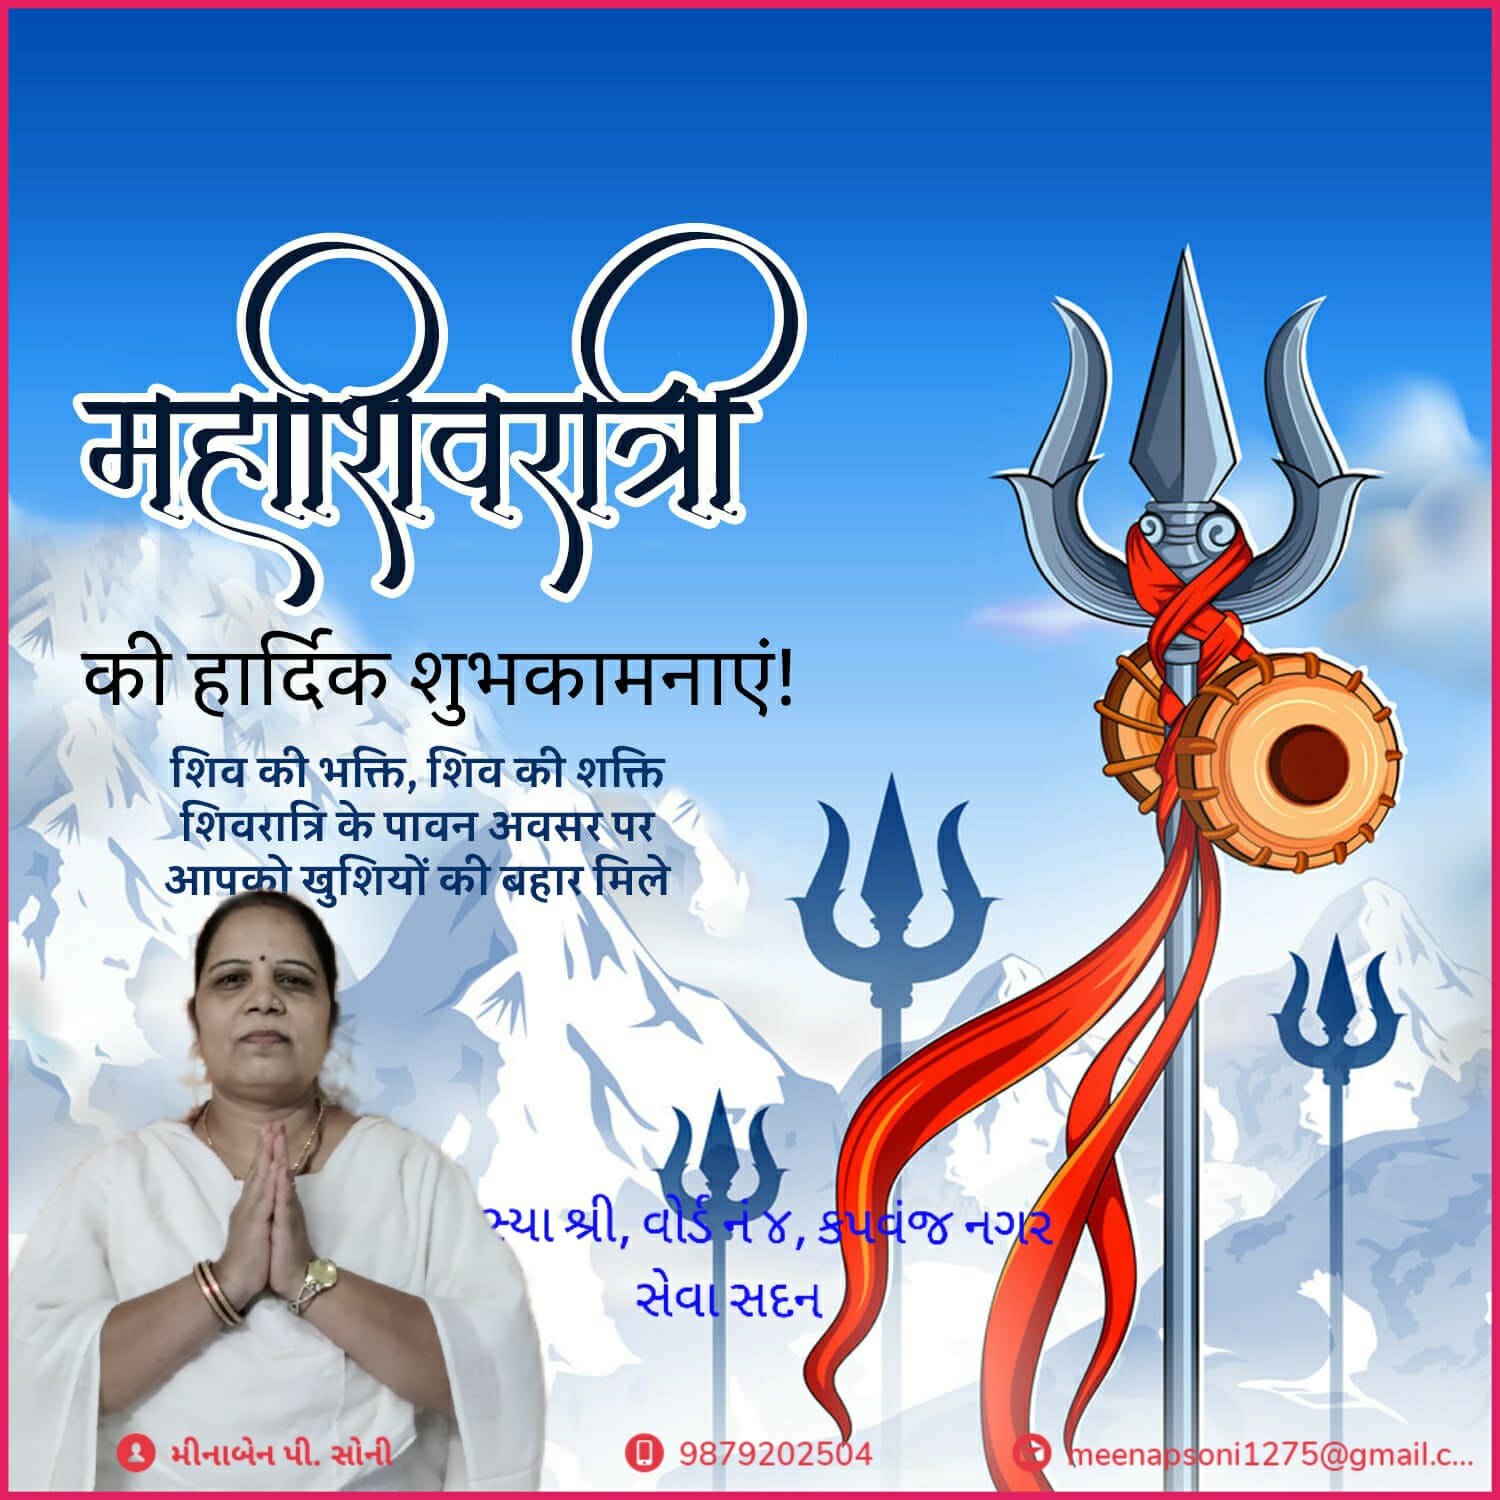 महाशिवरात्री
की हार्दिक शुभकामनाएं!
शिव की भक्ति, शिव की शक्ति
शिवरात्रि के पावन अवसर पर
आपको खुशियों की बहार मिले
સ્યા શ્રી, વોર્ડ નં ૪, કપવંજ નગર
સેવા સદન
મીનાબેન પી. સોની
9879202504
meenapsoni1275@gmail.c...